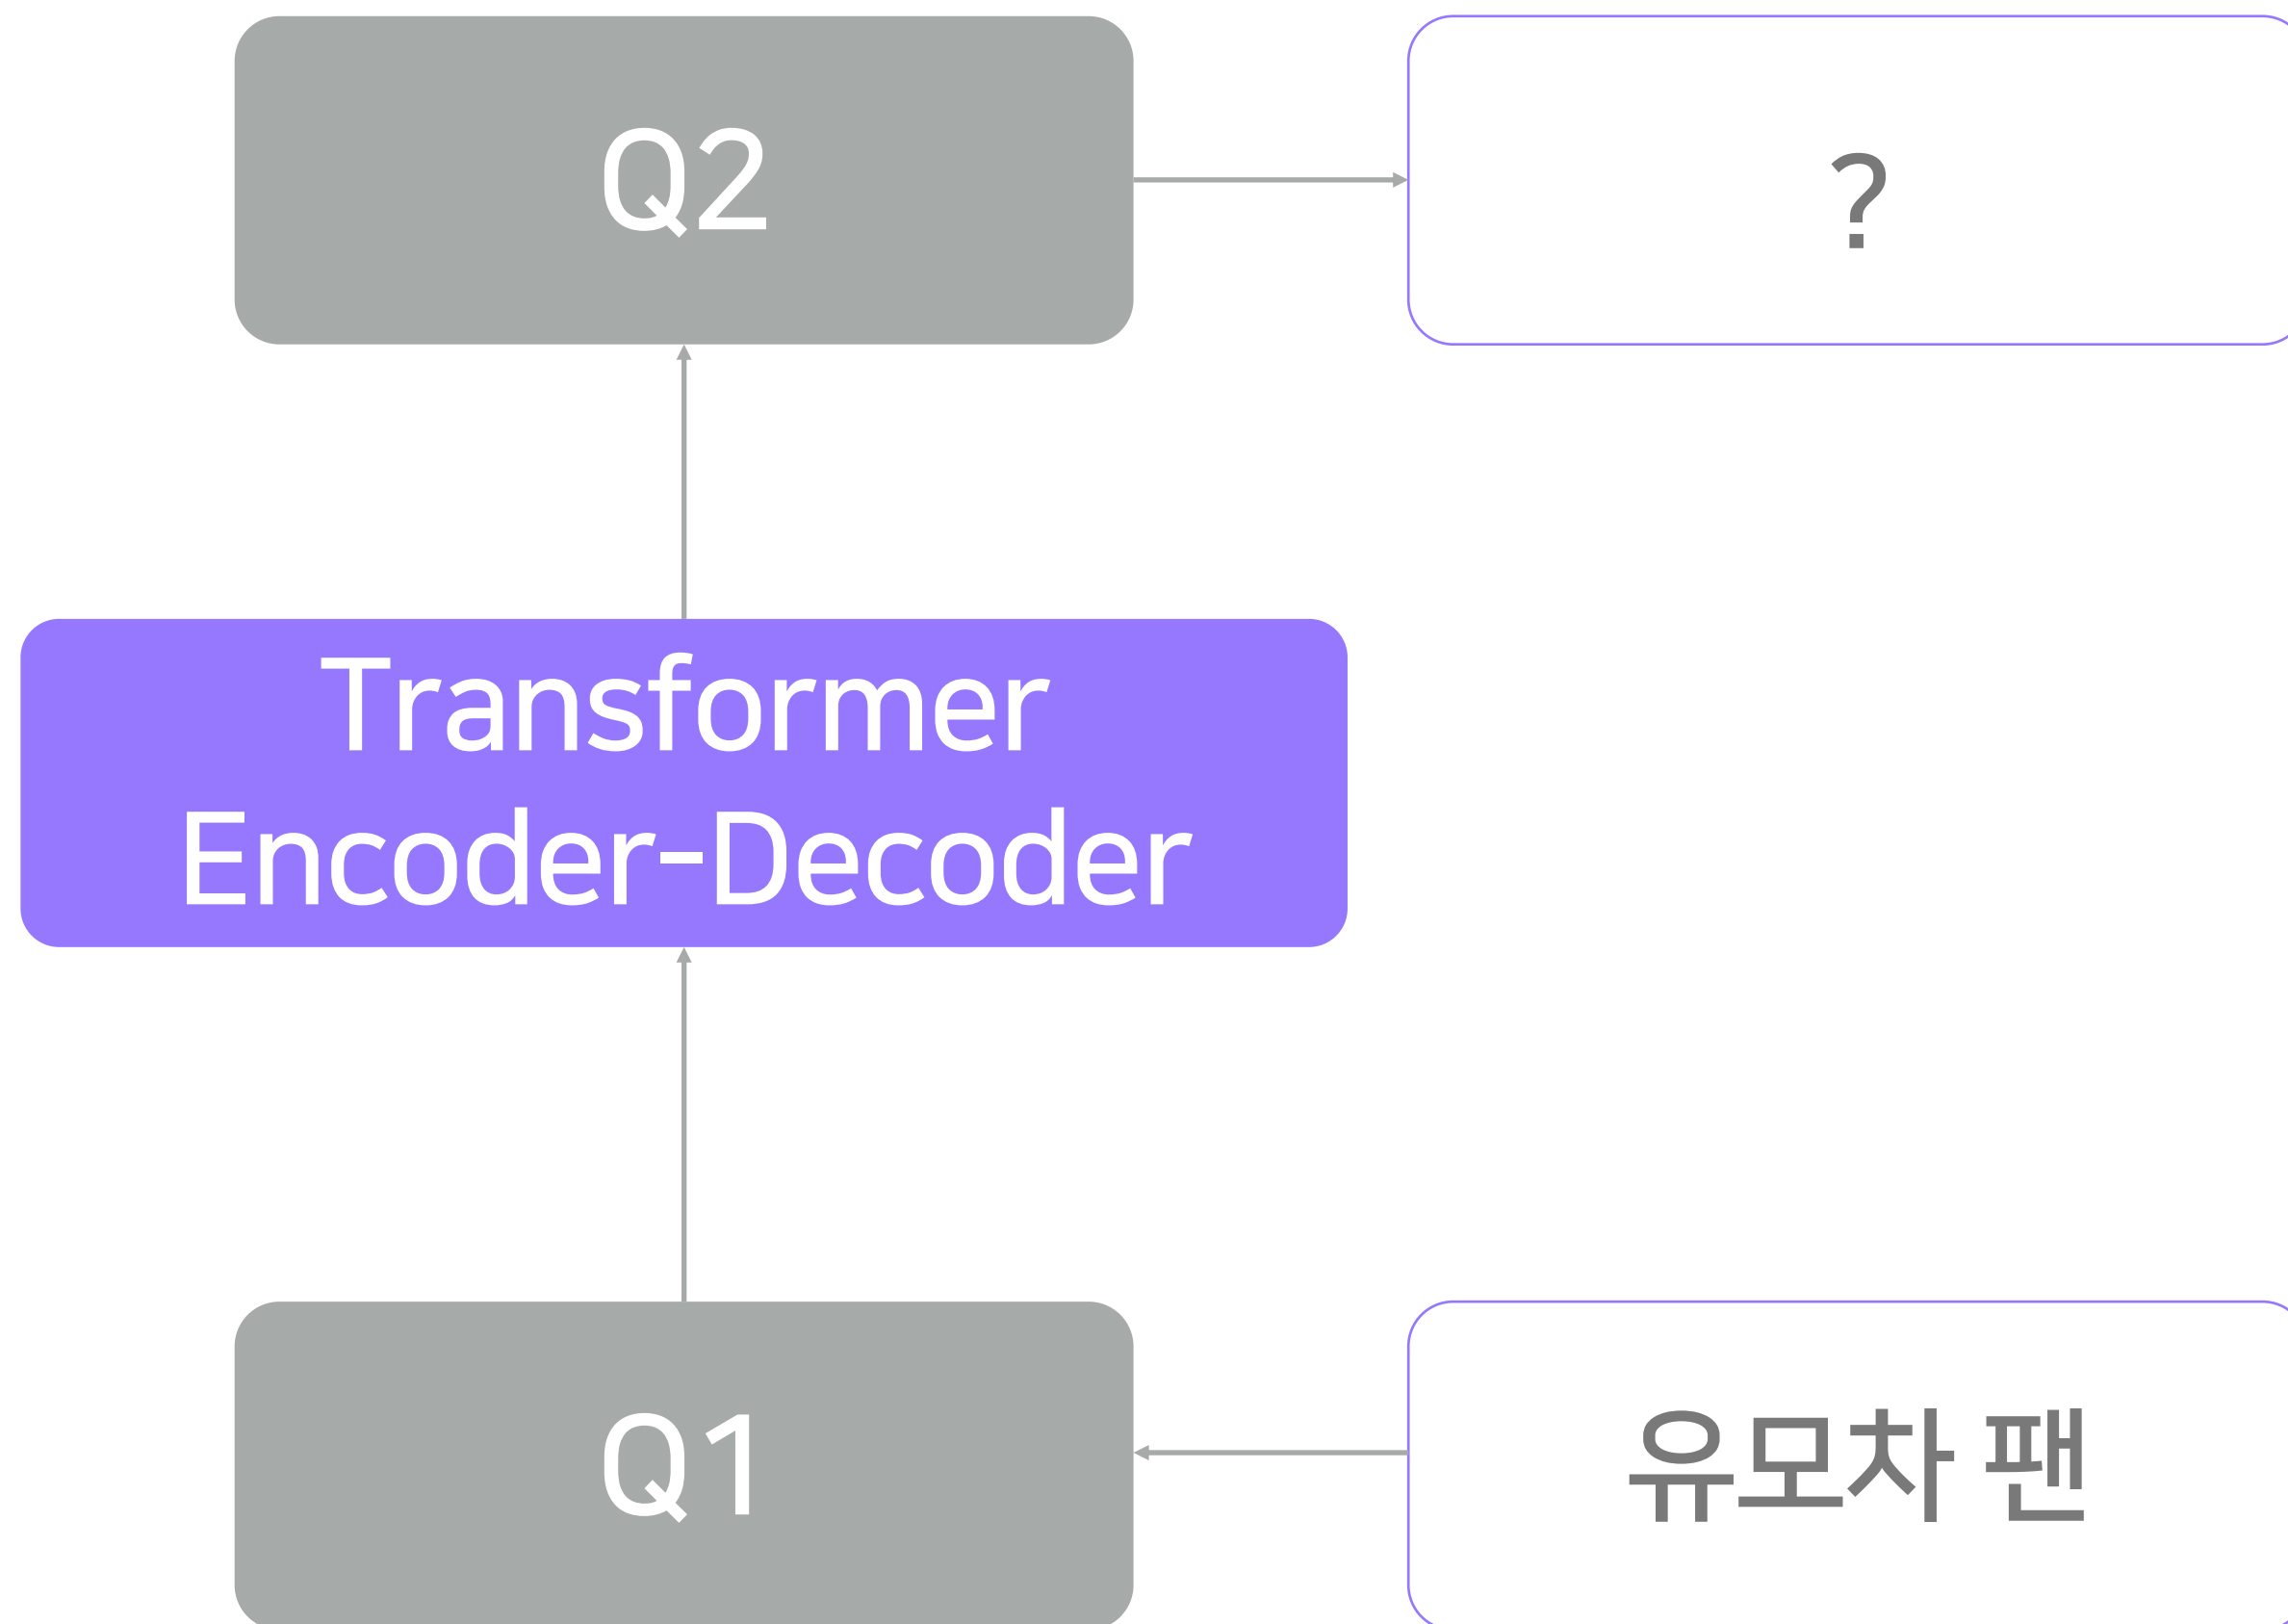 Q2
?
Transformer
Encoder-Decoder
Q1
유모차 팬